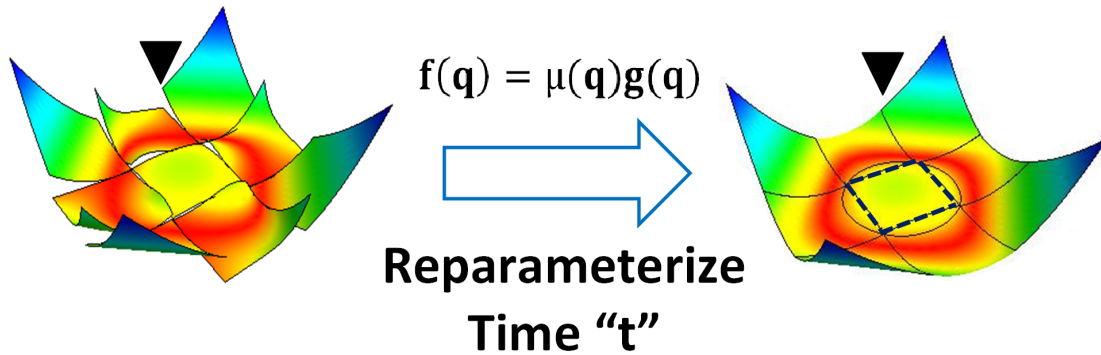 f(q) = μ(q)g(q)
Reparameterize
Time “t”